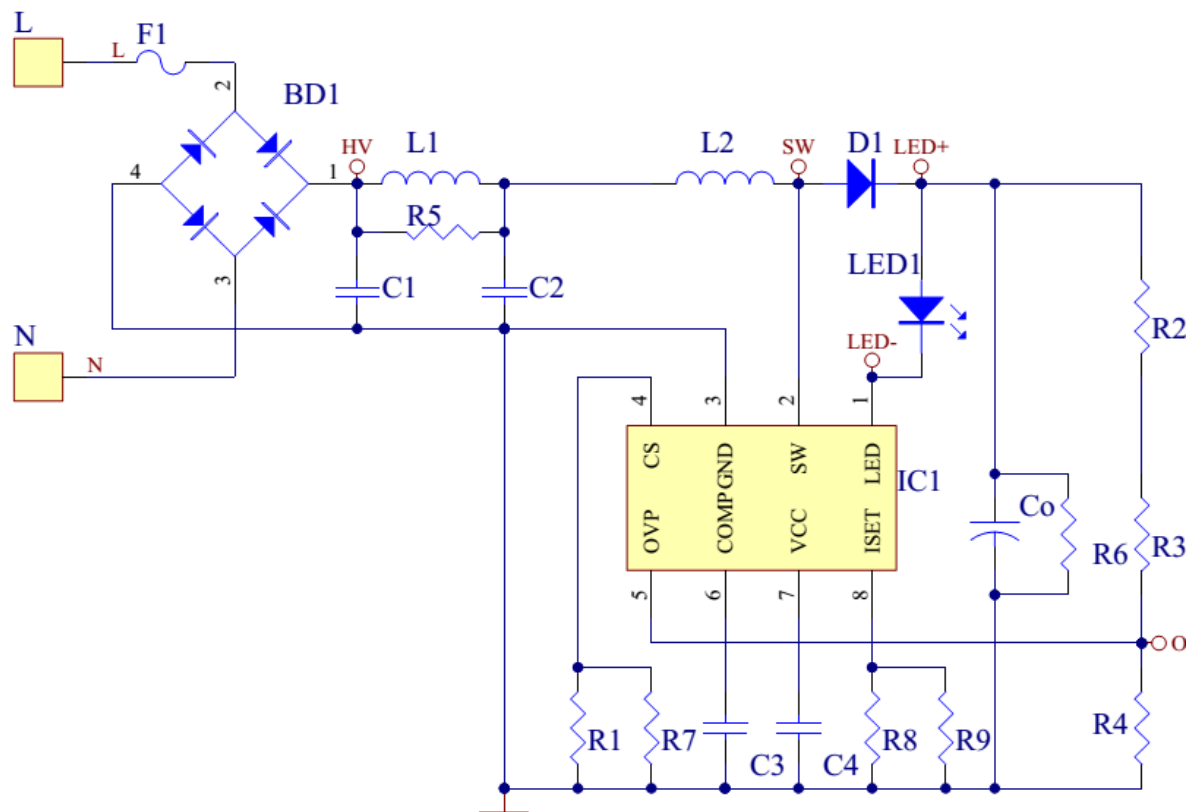 L
L
F1
2
BD1
4
1
HV
L1
R5
C1
C2
3
N
N
L2
SW
D1
LED+
LED1
LED-
R2
4
3
2
1
CS
GND
SW
LED
IC1
OVP
COMP
VCC
ISET
5
6
7
8
Co
R6
R3
O
R1
R7
C3
C4
R8
R9
R4